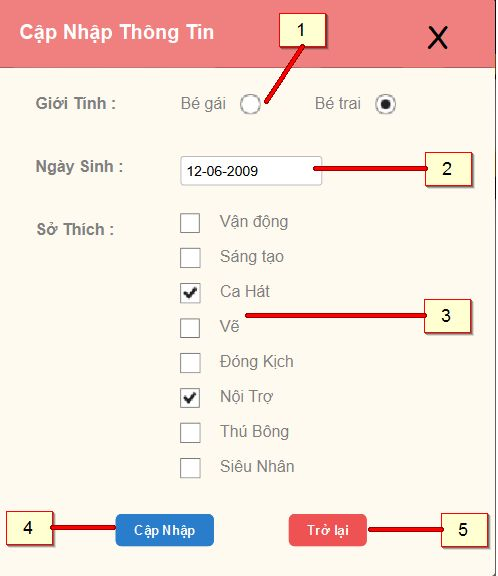 Cập Nhập Thông Tin
1
X
Giới Tính :
Bé gái
Bé trai
Ngày Sinh :
12-06-2009
2
Sở Thích :
Vận động
Sáng tạo
Ca Hát
3
Vẽ
Đóng Kịch
Nội Trợ
Thú Bông
Siêu Nhân
4
Cập Nhập
Trở lại
5